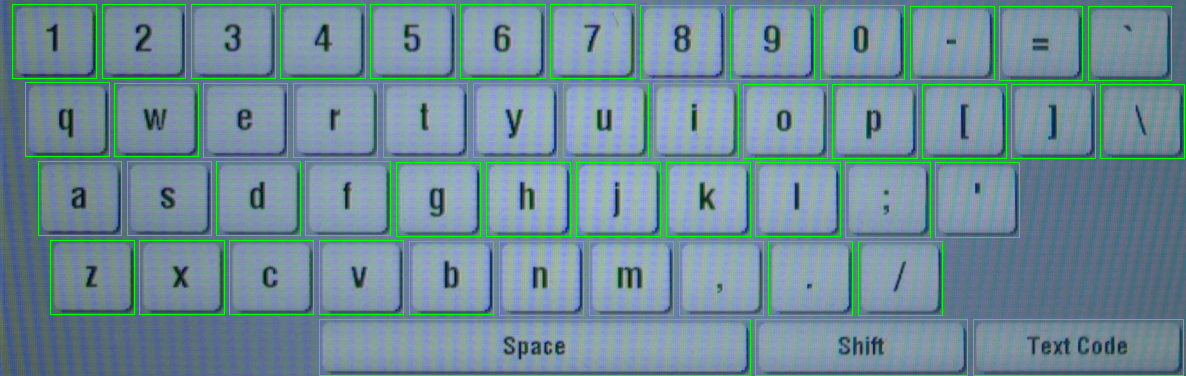 1 2 3 4 5 6 7 8 9 0 - = `
q w e r t y u i o p [ ] \
a s d f g h j k l ; '
z x c v b n m , . /
Space Shift Text Code